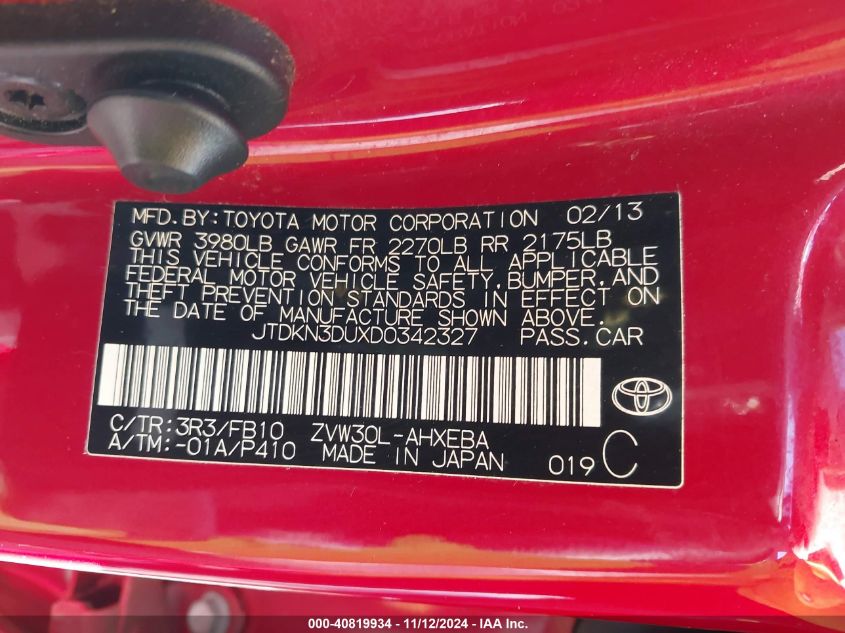 MFD.BY:TOYOTA MOTOR CORPORATION 02/13
GVWR 3980LB GAWR FR 2270LB RR 2175LB
THIS VEHICLE CONFORMS TO ALL APPLICABLE
FEDERAL MOTOR VEHICLE SAFETY,BUMPER,AND
THEFT PREVENTION STANDARDS IN EFFECT ON
THE DATE OF MANUFACTURE SHOWN ABOVE.
JTDKN3DUXD0342327 PASS.CAR
C/TR:3R3/FB10 ZVW30L-AHXEBA
A/TM:-01A/P410 MADE IN JAPAN 019 C
000-40819934 - 11/12/2024 - IAA Inc.